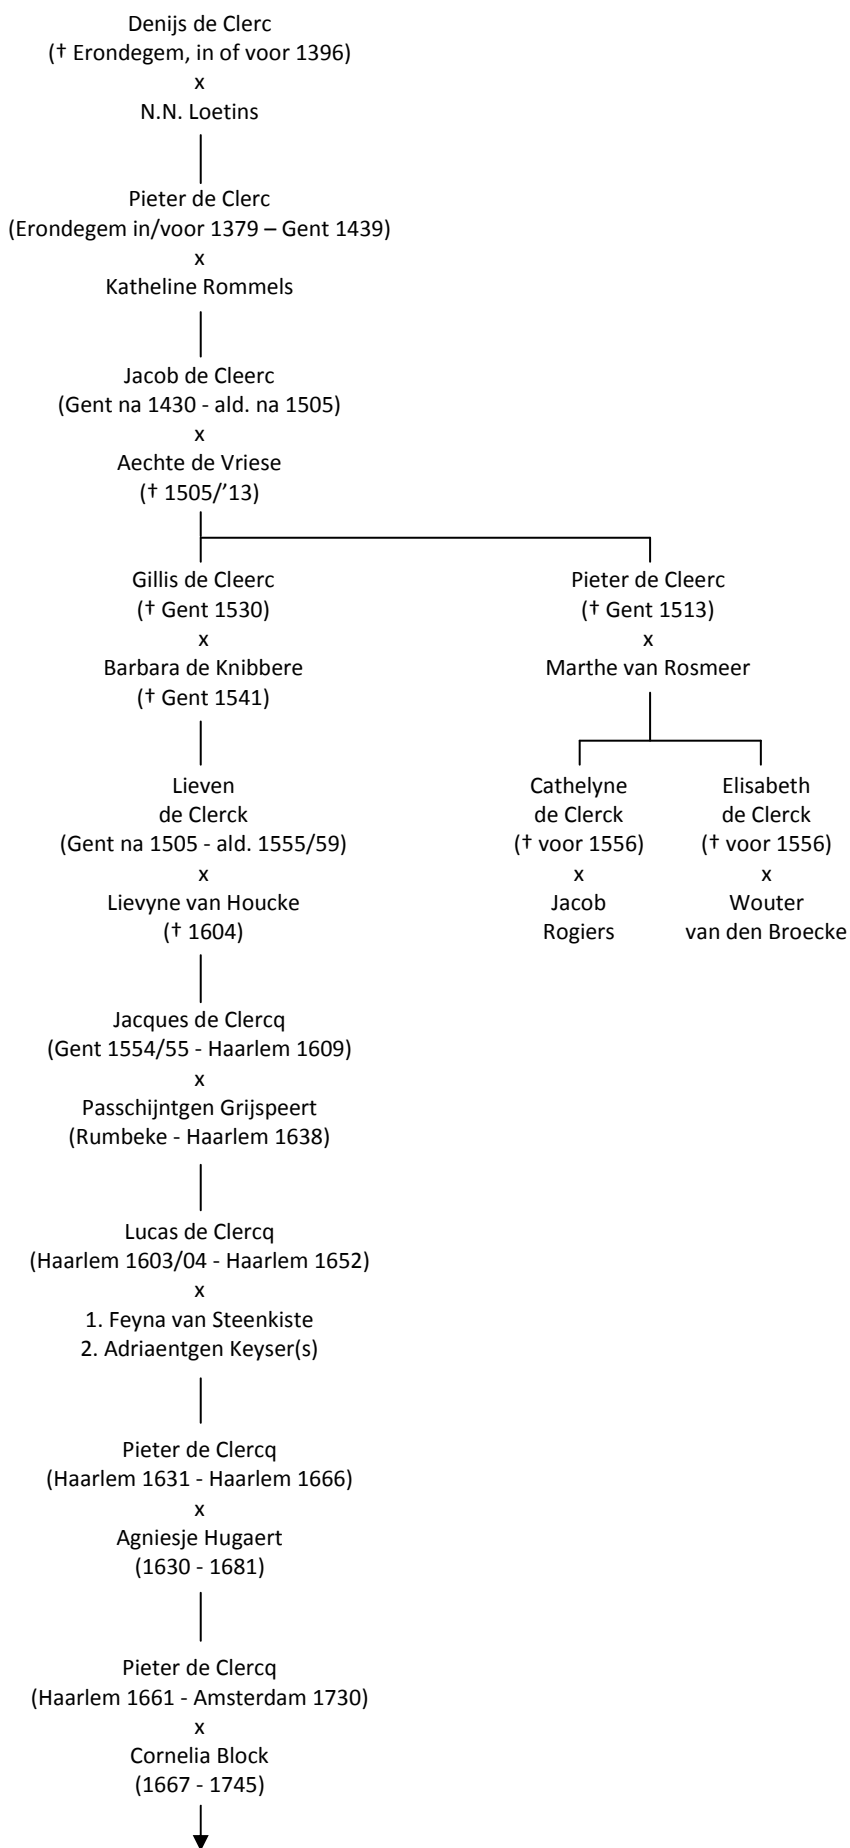 Denijs de Clerc
(† Erondegem, in of voor 1396)
x
N.N. Loetins
Pieter de Clerc
(Erondegem in/voor 1379 – Gent 1439)
x
Katheline Rommels
Jacob de Cleerc
(Gent na 1430 - ald. na 1505)
x
Aechte de Vriese
(† 1505/’13)
Gillis de Cleerc
(† Gent 1530)
x
Barbara de Knibbere
(† Gent 1541)
Pieter de Cleerc
(† Gent 1513)
x
Marthe van Rosmeer
Lieven
de Clerck
(Gent na 1505 - ald. 1555/59)
x
Lievyne van Houcke
(† 1604)
Cathelyne
de Clerck
(† voor 1556)
x
Jacob
Rogiers
Elisabeth
de Clerck
(† voor 1556)
x
Wouter
van den Broecke
Jacques de Clercq
(Gent 1554/55 - Haarlem 1609)
x
Passchijntgen Grijspeert
(Rumbeke - Haarlem 1638)
Lucas de Clercq
(Haarlem 1603/04 - Haarlem 1652)
x
1. Feyna van Steenkiste
2. Adriaentgen Keyser(s)
Pieter de Clercq
(Haarlem 1631 - Haarlem 1666)
x
Agniesje Hugaert
(1630 - 1681)
Pieter de Clercq
(Haarlem 1661 - Amsterdam 1730)
x
Cornelia Block
(1667 - 1745)